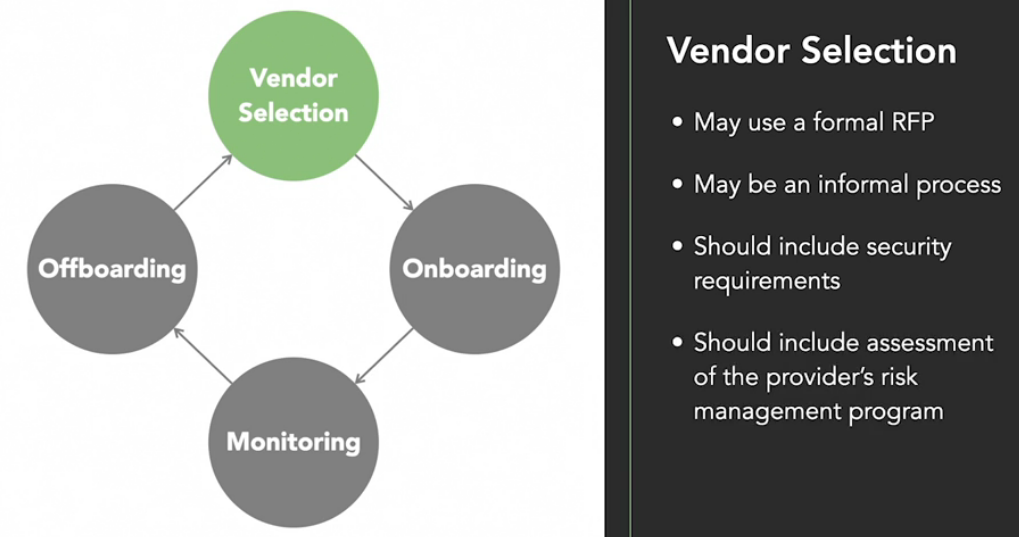 Vendor
Selection
Offboarding
Onboarding
Monitoring
Vendor Selection
• May use a formal RFP
• May be an informal process
• Should include security
requirements
• Should include assessment
of the provider's risk
management program